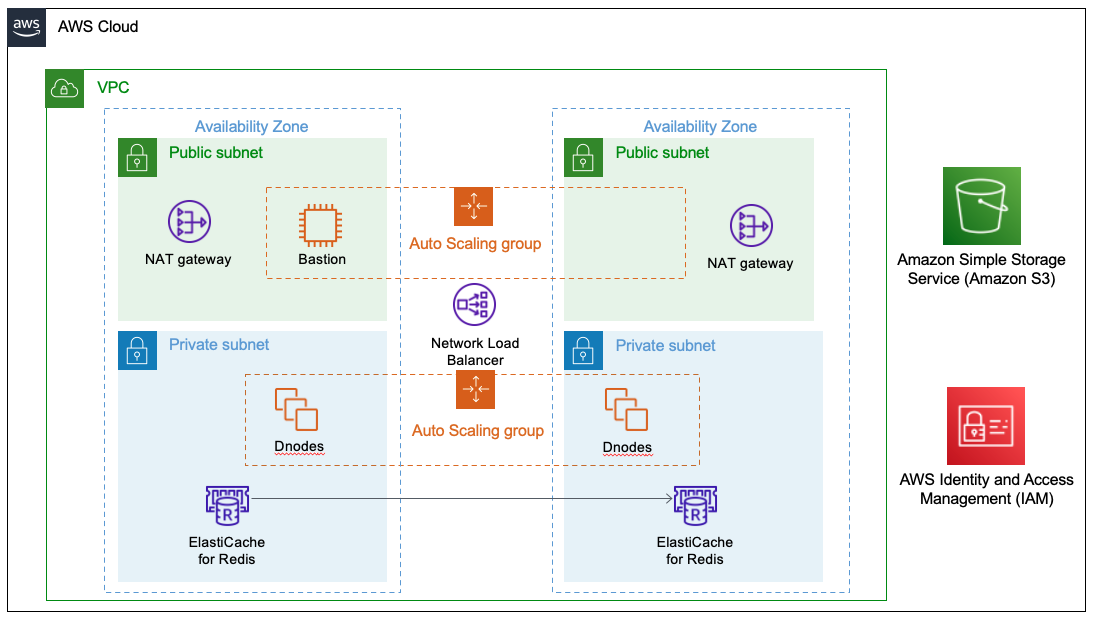 aws
AWS Cloud
VPC
Availability Zone
Availability Zone
Public subnet
Public subnet
NAT gateway
Bastion
Auto Scaling group
NAT gateway
Amazon Simple Storage
Service (Amazon S3)
Network Load
Balancer
Private subnet
Private subnet
Dnodes
Auto Scaling group
Dnodes
AWS Identity and Access
Management (IAM)
R
R
ElastiCache
for Redis
ElastiCache
for Redis